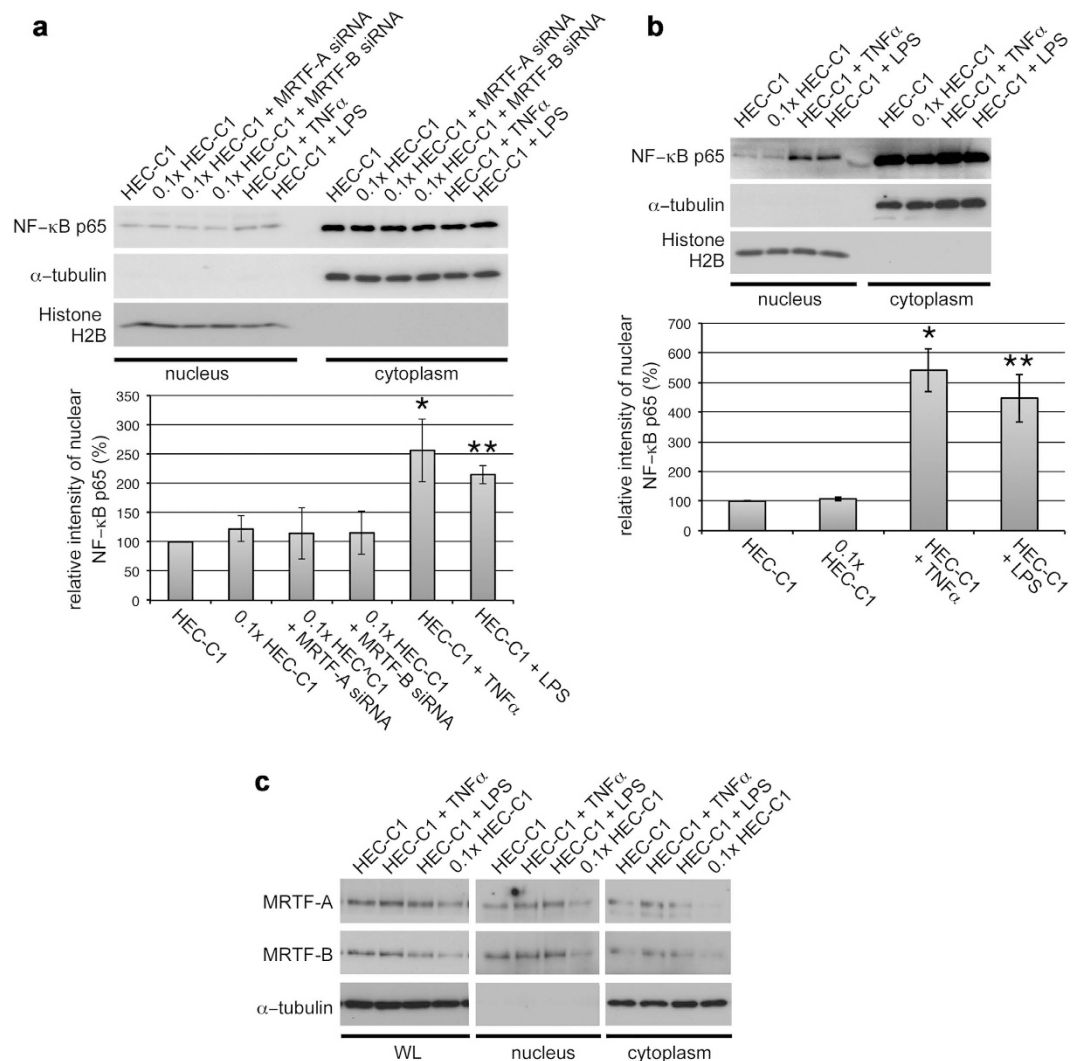 a
HEC-C1
0.1x HEC-C1
0.1x HEC-C1 + MRTF-A siRNA
0.1x HEC-C1 + MRTF-B siRNA
HEC-C1 + TNFα
HEC-C1 + LPS
HEC-C1
0.1x HEC-C1
0.1x HEC-C1 + MRTF-A siRNA
0.1x HEC-C1 + MRTF-B siRNA
HEC-C1 + TNFα
HEC-C1 + LPS
NF-κB p65
α-tubulin
Histone
H2B
nucleus
cytoplasm
relative intensity of nuclear
NF-κB p65 (%)
350
300
250
200
150
100
50
0
*
**
HEC-C1
0.1x HEC-C1
0.1x HEC^C1
+ MRTF-A siRNA
0.1x HEC-C1
+ MRTF-B siRNA
HEC-C1 + TNFα
HEC-C1 + LPS
b
HEC-C1
0.1x HEC-C1
HEC-C1 + TNFα
HEC-C1 + LPS
HEC-C1
0.1x HEC-C1
HEC-C1 + TNFα
HEC-C1 + LPS
NF-κB p65
α-tubulin
Histone
H2B
nucleus
cytoplasm
relative intensity of nuclear
NF-κB p65 (%)
700
600
500
400
300
200
100
0
*
**
HEC-C1
0.1x
HEC-C1
HEC-C1
+ TNFα
HEC-C1
+ LPS
c
HEC-C1
HEC-C1 + TNFα
HEC-C1 + LPS
0.1x HEC-C1
HEC-C1
HEC-C1 + TNFα
HEC-C1 + LPS
0.1x HEC-C1
HEC-C1
HEC-C1 + TNFα
HEC-C1 + LPS
0.1x HEC-C1
MRTF-A
MRTF-B
α-tubulin
WL
nucleus
cytoplasm